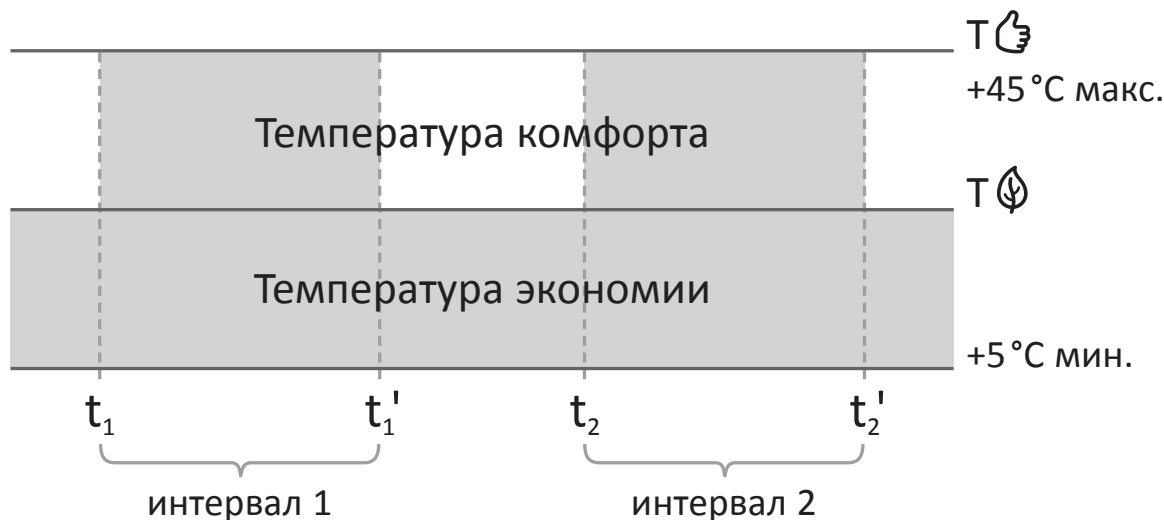 T
+45 °C макс.
Температура комфорта
T
Температура экономии
+5 °C мин.
t₁ t₁' t₂ t₂'
интервал 1 интервал 2